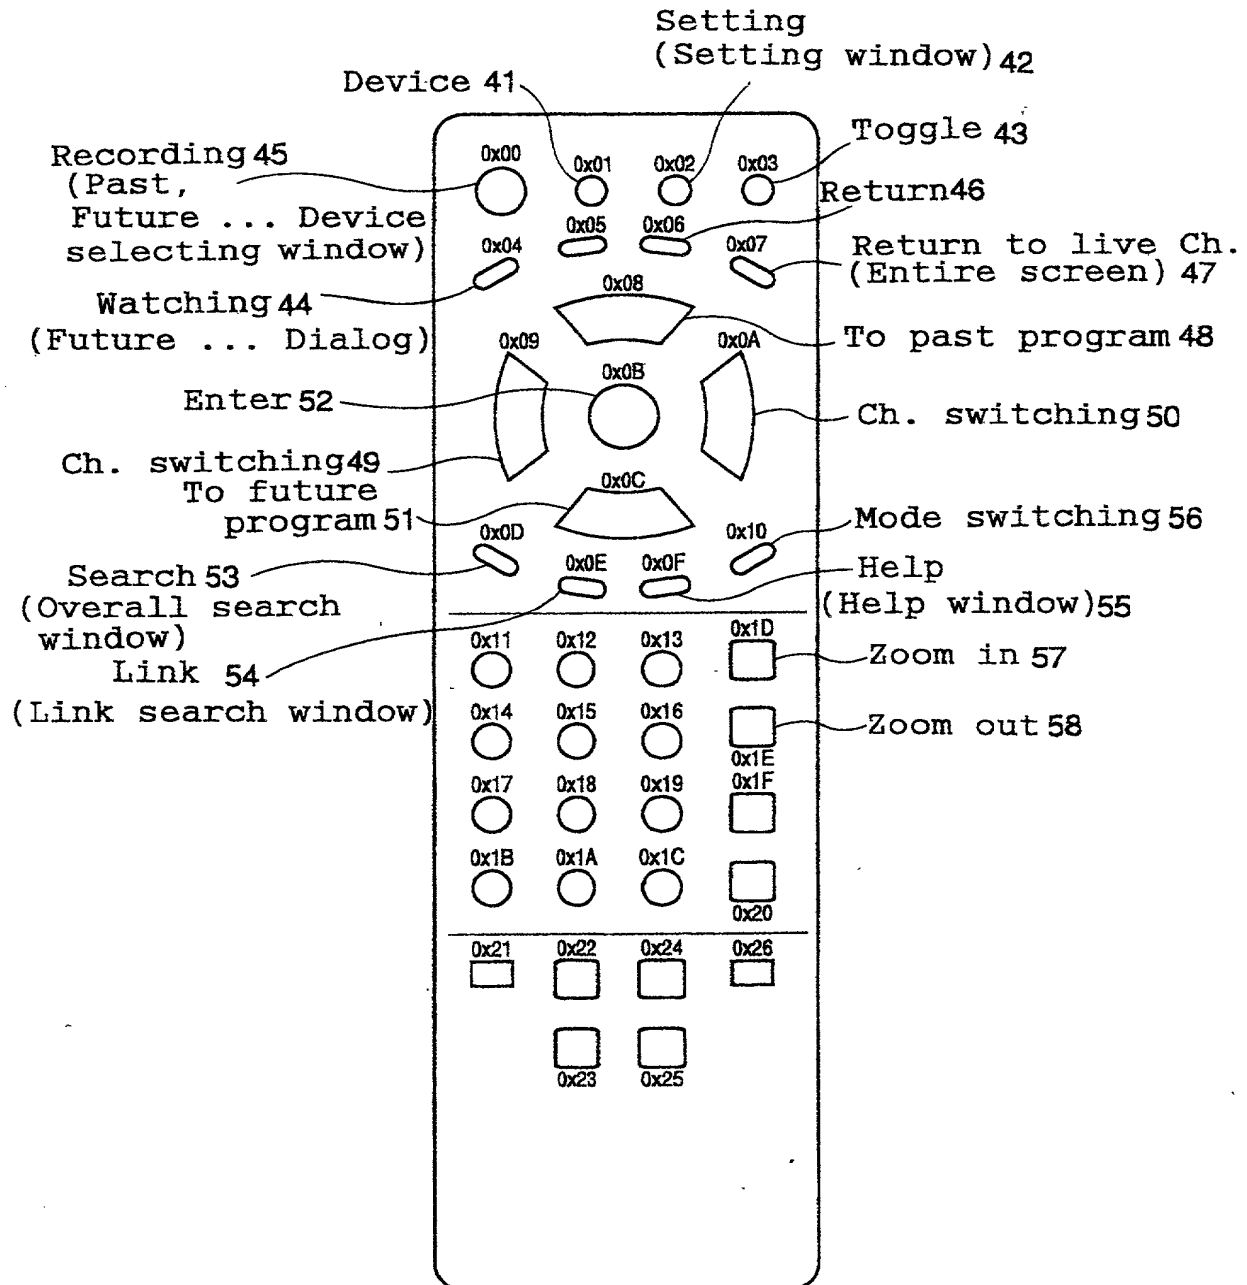 Setting
(Setting window) 42
Device 41
Toggle 43
Recording 45
(Past,
Future ... Device
selecting window)
Return 46
Return to live Ch.
(Entire screen) 47
Watching 44
(Future ... Dialog)
To past program 48
Enter 52
Ch. switching 50
Ch. switching 49
To future
program 51
Mode switching 56
Search 53
(Overall search
window)
Help
(Help window) 55
Link 54
(Link search window)
Zoom in 57
Zoom out 58
0x00
0x01 0x02 0x03
0x04 0x05 0x06 0x07
0x08
0x09 0x0A
0x0B
0x0C
0x0D 0x0E 0x0F 0x10
0x11 0x12 0x13 0x1D
0x14 0x15 0x16
0x1E
0x17 0x18 0x19 0x1F
0x1B 0x1A 0x1C
0x20
0x21 0x22 0x24 0x26
0x23 0x25